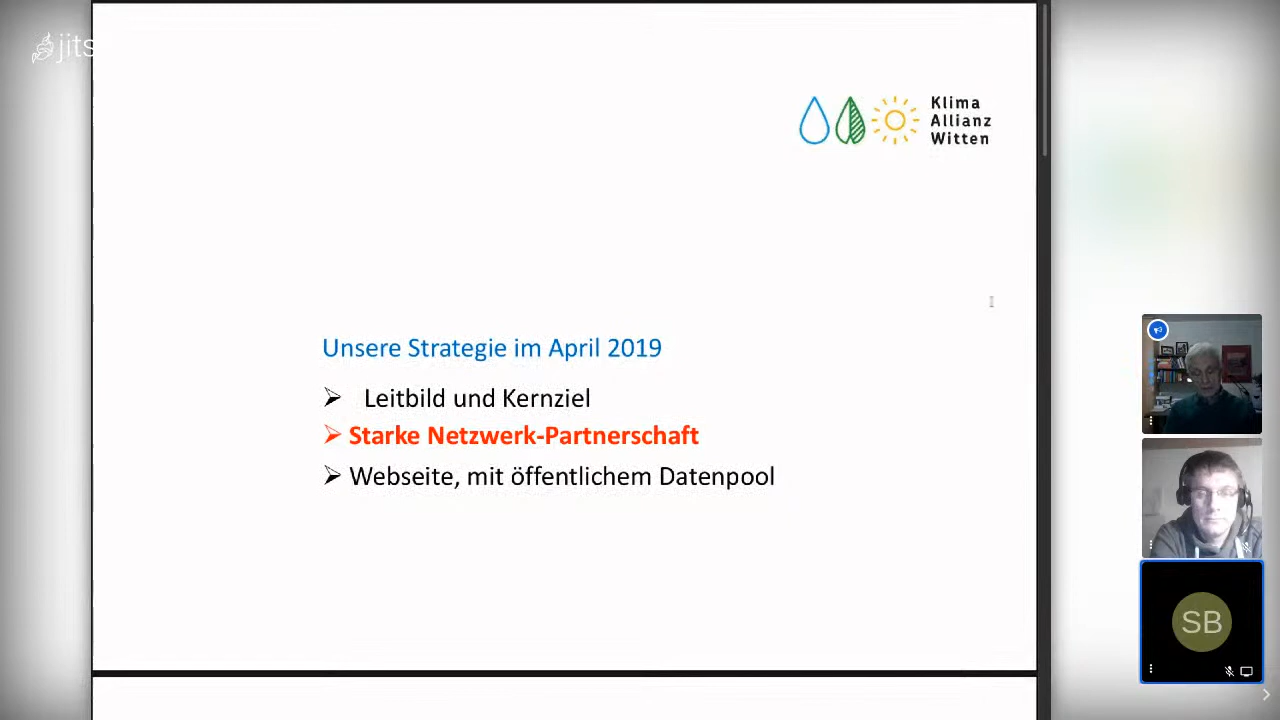 jits
Klima
Allianz
Witten
Unsere Strategie im April 2019
➢ Leitbild und Kernziel
➢ Starke Netzwerk-Partnerschaft
➢ Webseite, mit öffentlichem Datenpool
SB